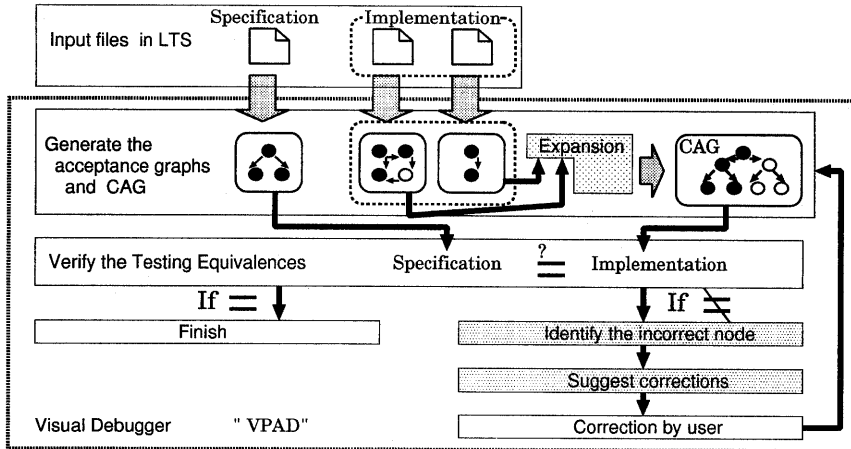 Specification
Implementation
Input files in LTS
Generate the
acceptance graphs
and CAG
Expansion
CAG
Verify the Testing Equivalences
Specification
?
=
Implementation
If =
If ≠
Finish
Identify the incorrect node
Suggest corrections
Correction by user
Visual Debugger " VPAD"